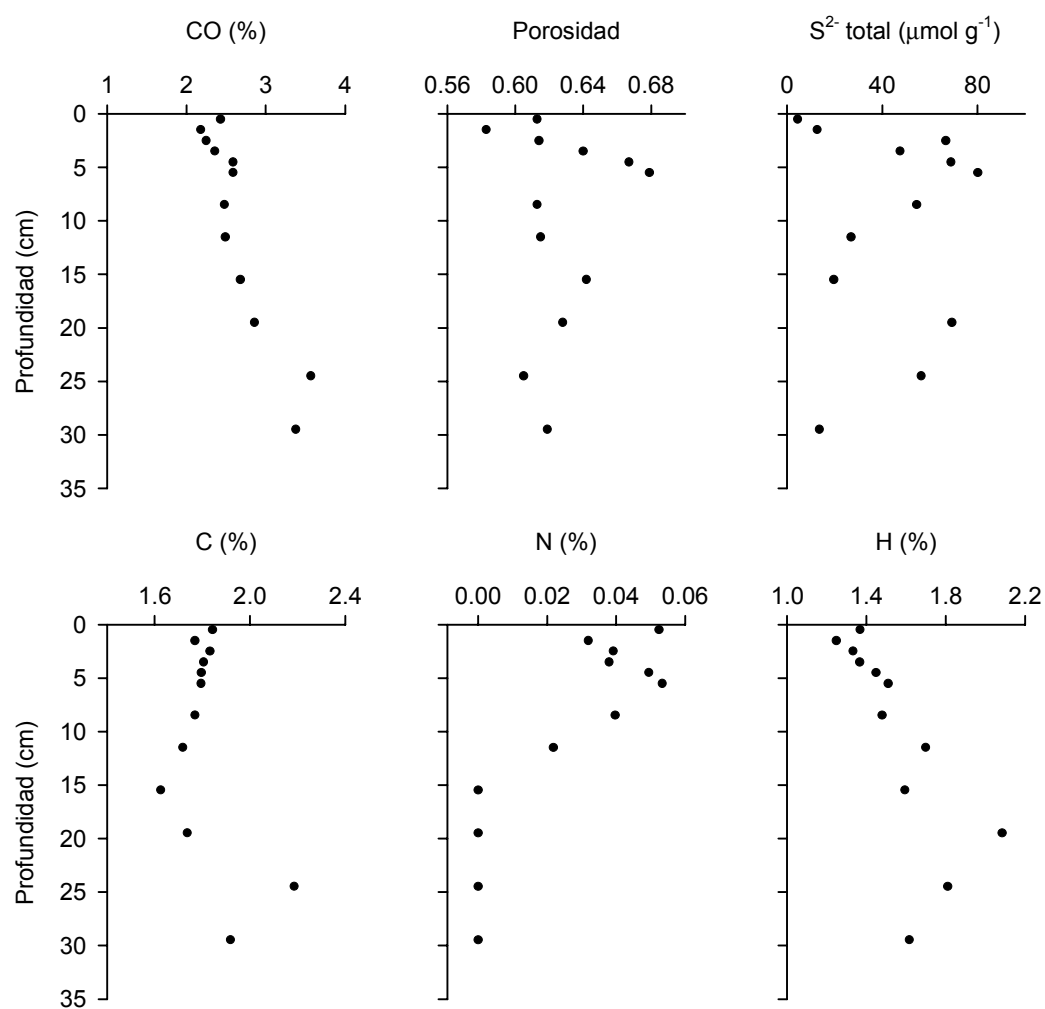 CO (%) Porosidad S²⁻ total (μmol g⁻¹)
1 2 3 4 0.56 0.60 0.64 0.68 0 40 80
0
5
10
15
20
25
30
35
Profundidad (cm)
C (%) N (%) H (%)
1.6 2.0 2.4 0.00 0.02 0.04 0.06 1.0 1.4 1.8 2.2
0
5
10
15
20
25
30
35
Profundidad (cm)